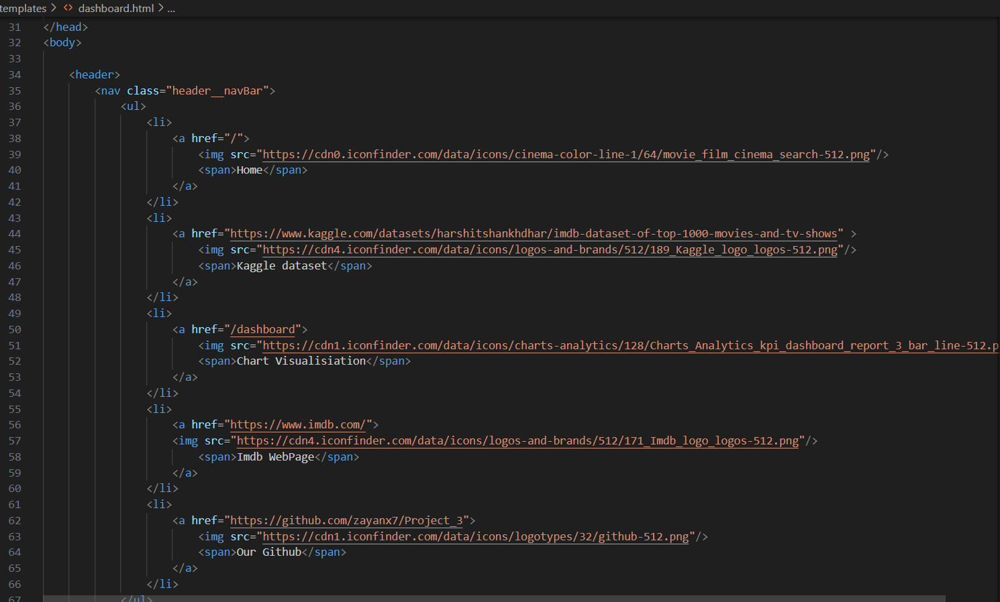 templates > <> dashboard.html > ...
31 </head>
32 <body>
33
34 <header>
35 <nav class="header__navBar">
36 <ul>
37 <li>
38 <a href="/">
39 <img src="https://cdn0.iconfinder.com/data/icons/cinema-color-line-1/64/movie_film_cinema_search-512.png"/>
40 <span>Home</span>
41 </a>
42 </li>
43 <li>
44 <a href="https://www.kaggle.com/datasets/harshitshankhdhar/imdb-dataset-of-top-1000-movies-and-tv-shows" >
45 <img src="https://cdn4.iconfinder.com/data/icons/logos-and-brands/512/189_Kaggle_logo_logos-512.png"/>
46 <span>Kaggle dataset</span>
47 </a>
48 </li>
49 <li>
50 <a href="/dashboard">
51 <img src="https://cdn1.iconfinder.com/data/icons/charts-analytics/128/Charts_Analytics_kpi_dashboard_report_3_bar_line-512.p
52 <span>Chart Visualisiation</span>
53 </a>
54 </li>
55 <li>
56 <a href="https://www.imdb.com/">
57 <img src="https://cdn4.iconfinder.com/data/icons/logos-and-brands/512/171_Imdb_logo_logos-512.png"/>
58 <span>Imdb WebPage</span>
59 </a>
60 </li>
61 <li>
62 <a href="https://github.com/zayanx7/Project_3">
63 <img src="https://cdn1.iconfinder.com/data/icons/logotypes/32/github-512.png"/>
64 <span>Our Github</span>
65 </a>
66 </li>
67 </ul>